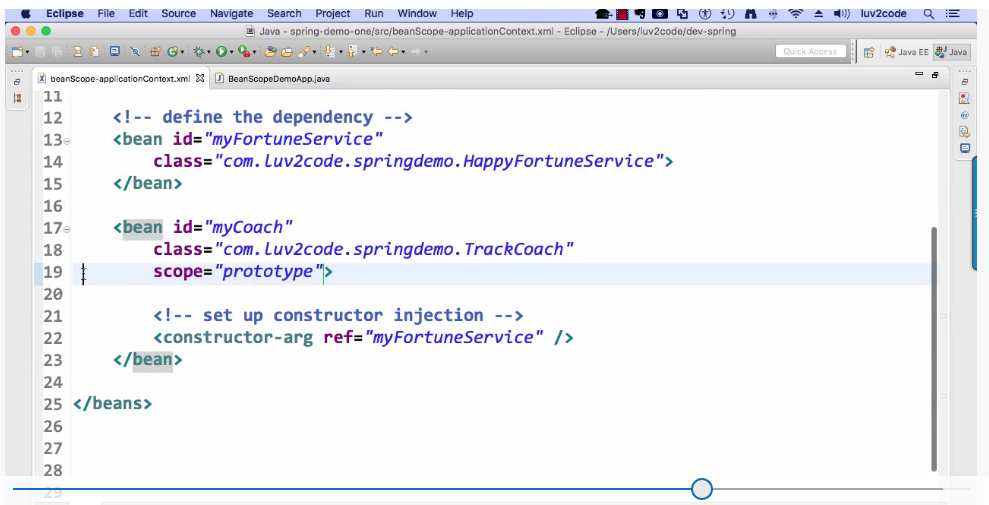 Eclipse File Edit Source Navigate Search Project Run Window Help luv2code
Java - spring-demo-one/src/beanScope-applicationContext.xml - Eclipse - /Users/luv2code/dev-spring
Quick Access Java EE Java
beanScope-applicationContext.xml BeanScopeDemoApp.java
11
12 <!-- define the dependency -->
13 <bean id="myFortuneService"
14 class="com.luv2code.springdemo.HappyFortuneService">
15 </bean>
16
17 <bean id="myCoach"
18 class="com.luv2code.springdemo.TrackCoach"
19 scope="prototype">
20
21 <!-- set up constructor injection -->
22 <constructor-arg ref="myFortuneService" />
23 </bean>
24
25 </beans>
26
27
28
29